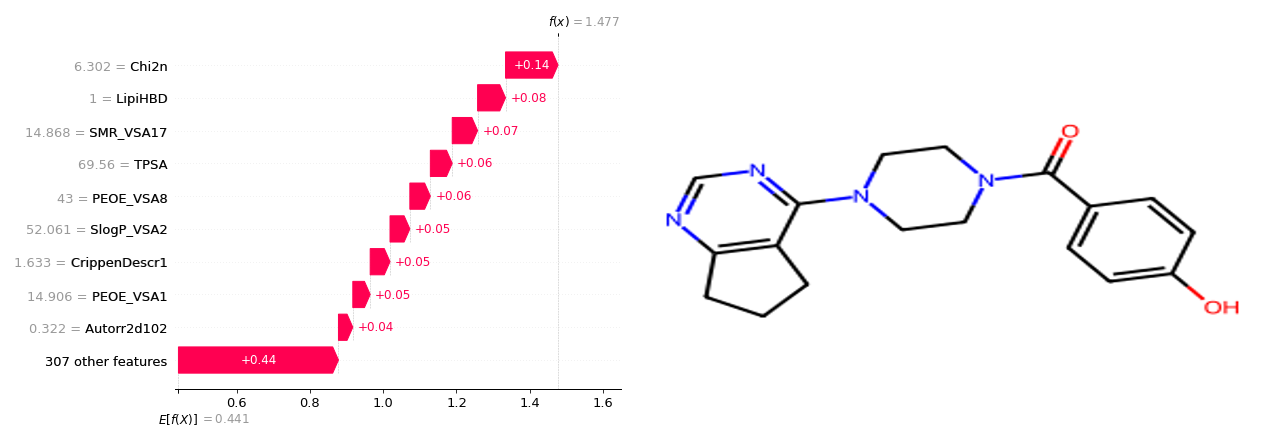 f(x) = 1.477
6.302 = Chi2n +0.14
1 = LipiHBD +0.08
14.868 = SMR_VSA17 +0.07
69.56 = TPSA +0.06
43 = PEOE_VSA8 +0.06
52.061 = SlogP_VSA2 +0.05
1.633 = CrippenDescr1 +0.05
14.906 = PEOE_VSA1 +0.05
0.322 = Autorr2d102 +0.04
307 other features +0.44
0.6 0.8 1.0 1.2 1.4 1.6
E[f(X)] = 0.441
O
N
N
N
N
OH